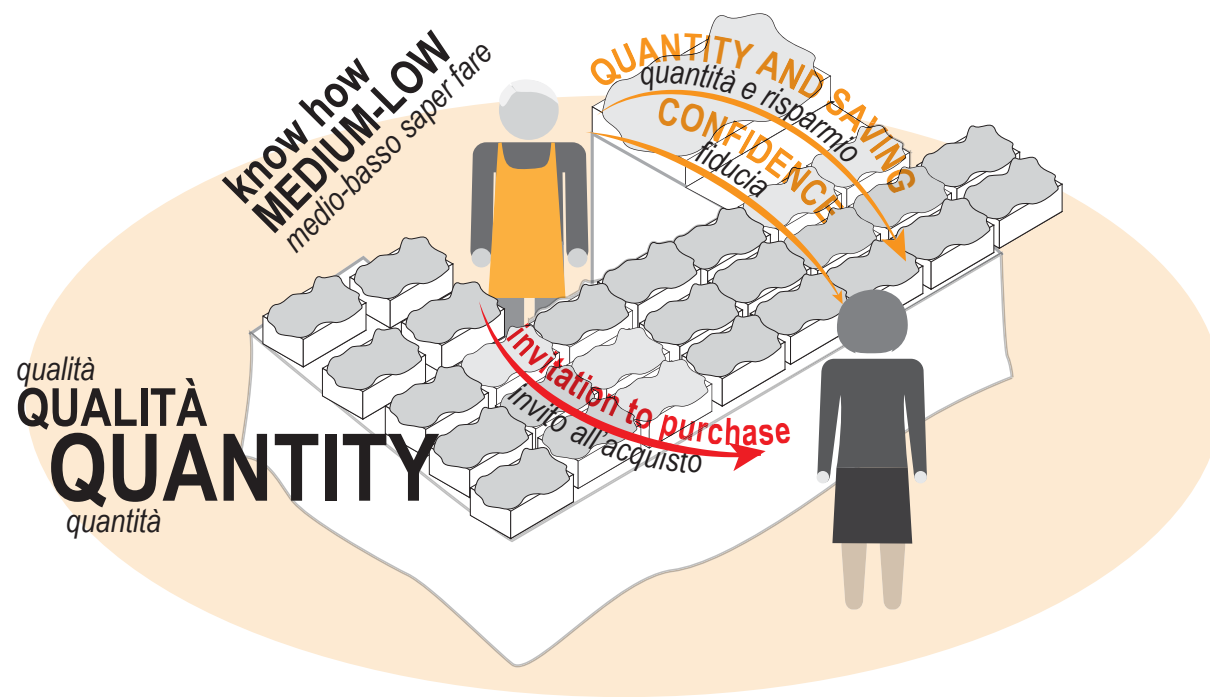 know how
MEDIUM-LOW
medio-basso saper fare
QUANTITY AND SAVING
quantità e risparmio
CONFIDENCE
fiducia
invitation to purchase
invito all'acquisto
qualità
QUALITÀ
QUANTITY
quantità